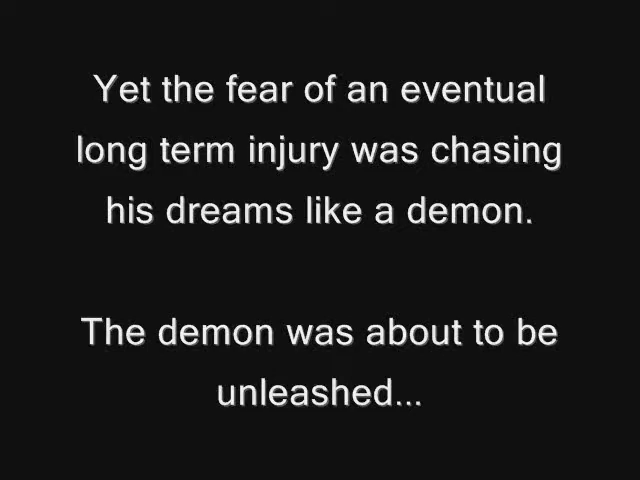 Yet the fear of an eventual
long term injury was chasing
his dreams like a demon.
The demon was about to be
unleashed...